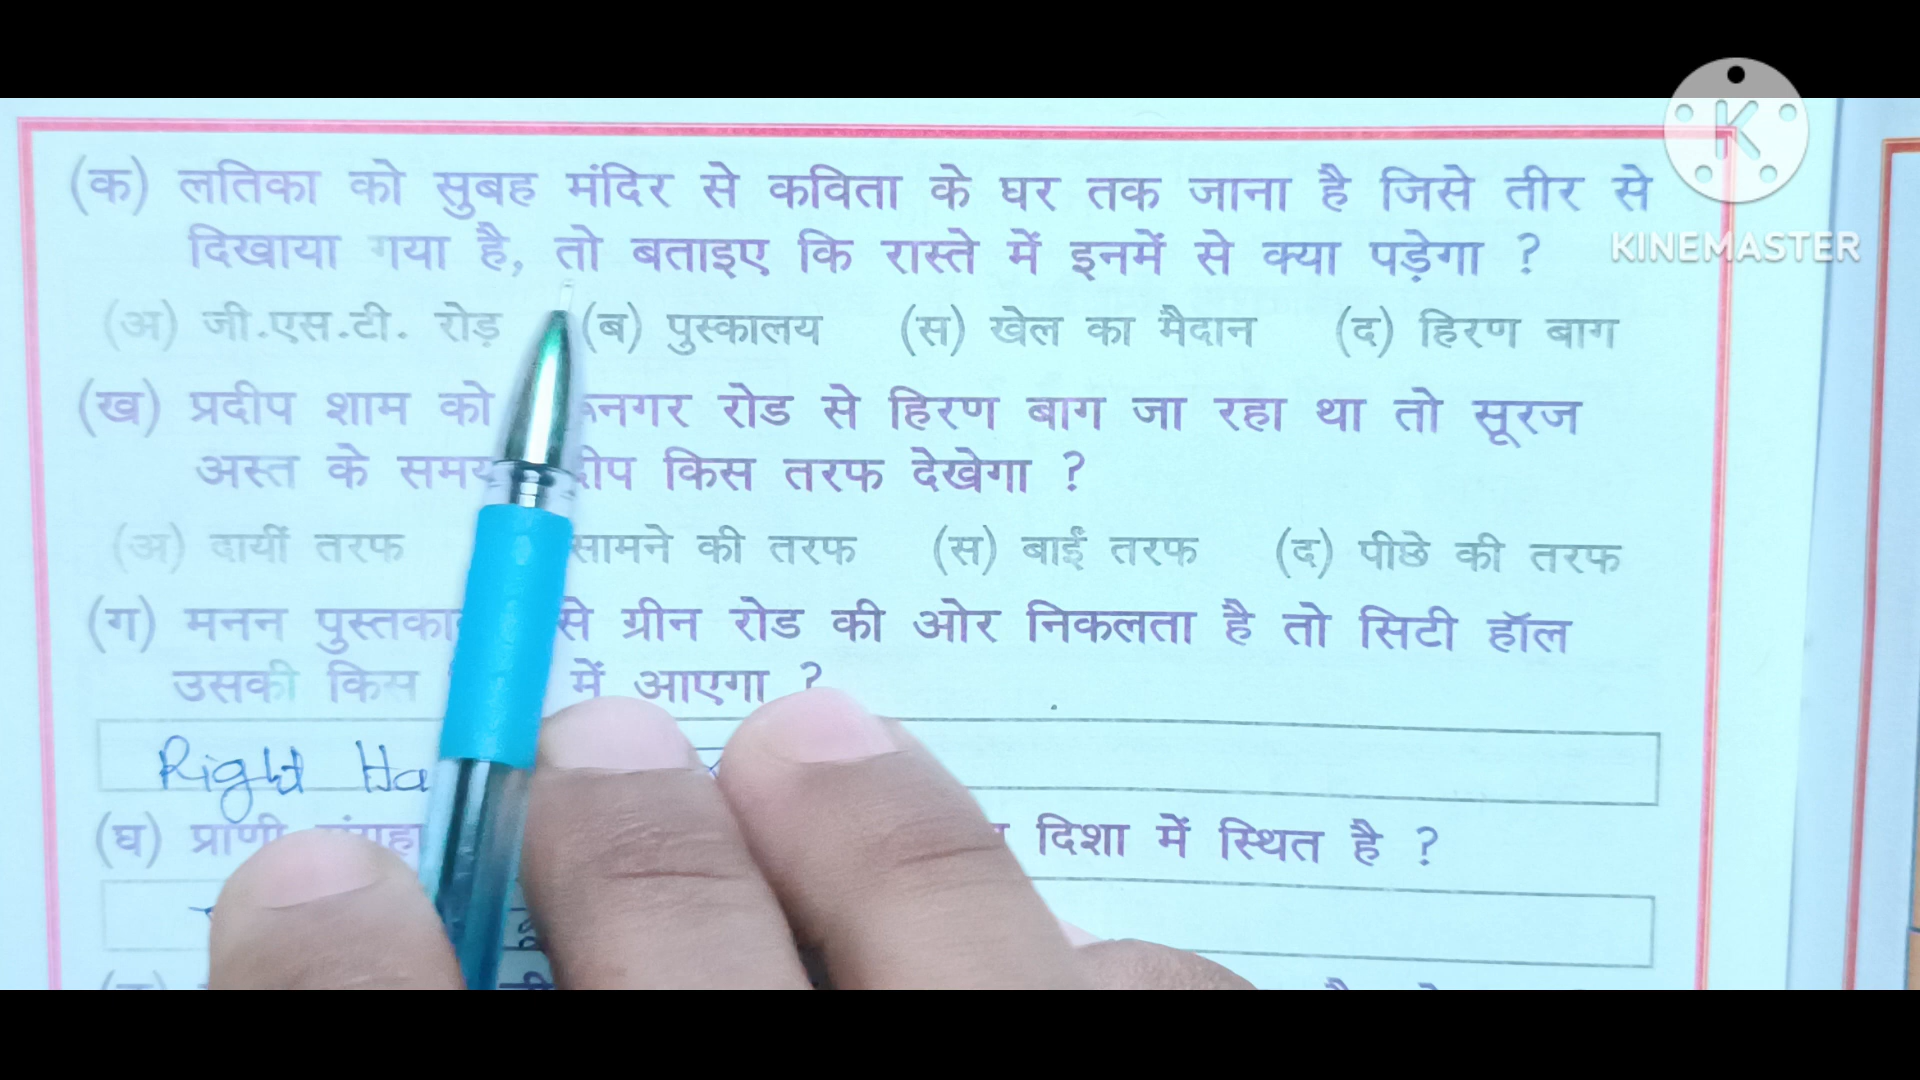 (क) लतिका को सुबह मंदिर से कविता के घर तक जाना है जिसे तीर से
दिखाया गया है, तो बताइए कि रास्ते में इनमें से क्या पड़ेगा ?
(अ) जी.एस.टी. रोड़ (ब) पुस्कालय (स) खेल का मैदान (द) हिरण बाग
(ख) प्रदीप शाम को नगर रोड से हिरण बाग जा रहा था तो सूरज
अस्त के समय किस तरफ देखेगा ?
(अ) दायीं तरफ सामने की तरफ (स) बाईं तरफ (द) पीछे की तरफ
(ग) मनन से ग्रीन रोड की ओर निकलता है तो सिटी हॉल
उसकी किस में आएगा ?
Right
(घ) प्राणी दिशा में स्थित है ?
K
KINEMASTER